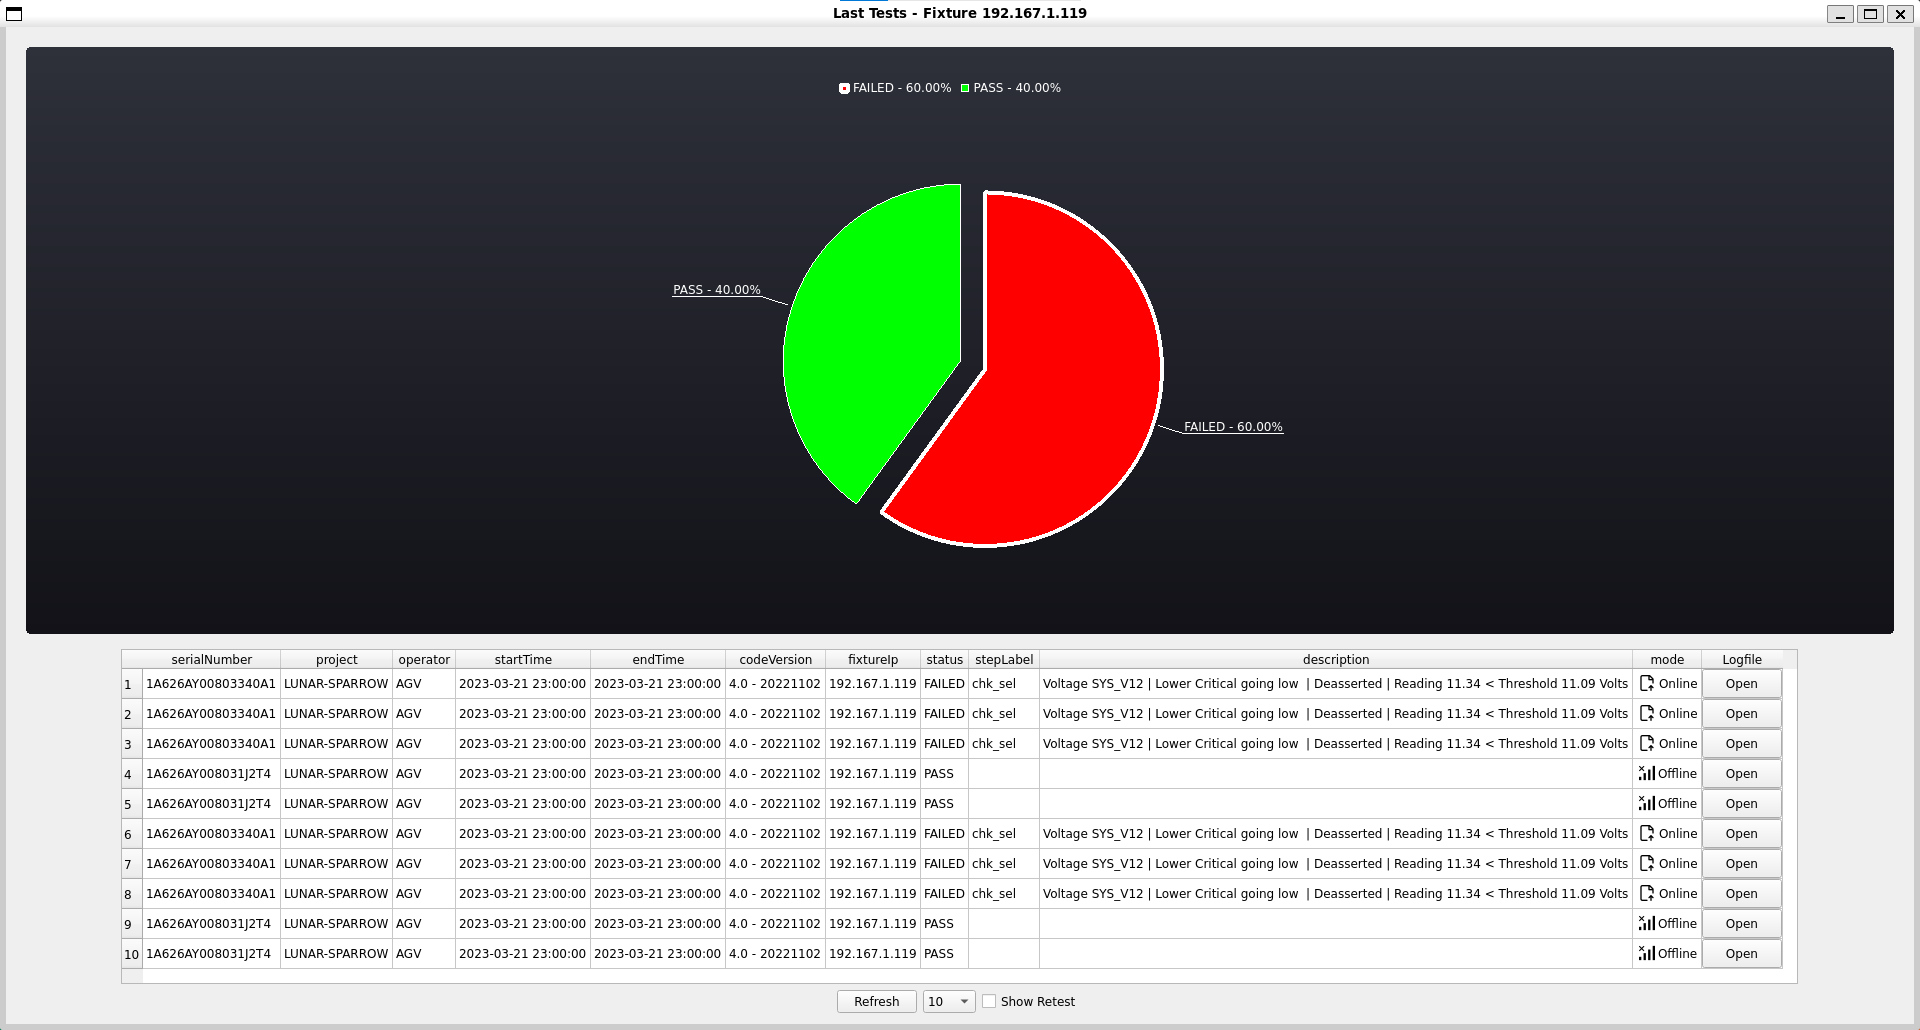 Last Tests - Fixture 192.167.1.119
FAILED - 60.00% PASS - 40.00%
PASS - 40.00%
FAILED - 60.00%
serialNumber project operator startTime endTime codeVersion fixtureIp status stepLabel description mode Logfile
1 1A626AY00803340A1 LUNAR-SPARROW AGV 2023-03-21 23:00:00 2023-03-21 23:00:00 4.0 - 20221102 192.167.1.119 FAILED chk_sel Voltage SYS_V12 | Lower Critical going low  | Deasserted | Reading 11.34 < Threshold 11.09 Volts Online Open
2 1A626AY00803340A1 LUNAR-SPARROW AGV 2023-03-21 23:00:00 2023-03-21 23:00:00 4.0 - 20221102 192.167.1.119 FAILED chk_sel Voltage SYS_V12 | Lower Critical going low  | Deasserted | Reading 11.34 < Threshold 11.09 Volts Online Open
3 1A626AY00803340A1 LUNAR-SPARROW AGV 2023-03-21 23:00:00 2023-03-21 23:00:00 4.0 - 20221102 192.167.1.119 FAILED chk_sel Voltage SYS_V12 | Lower Critical going low  | Deasserted | Reading 11.34 < Threshold 11.09 Volts Online Open
4 1A626AY008031J2T4 LUNAR-SPARROW AGV 2023-03-21 23:00:00 2023-03-21 23:00:00 4.0 - 20221102 192.167.1.119 PASS Offline Open
5 1A626AY008031J2T4 LUNAR-SPARROW AGV 2023-03-21 23:00:00 2023-03-21 23:00:00 4.0 - 20221102 192.167.1.119 PASS Offline Open
6 1A626AY00803340A1 LUNAR-SPARROW AGV 2023-03-21 23:00:00 2023-03-21 23:00:00 4.0 - 20221102 192.167.1.119 FAILED chk_sel Voltage SYS_V12 | Lower Critical going low  | Deasserted | Reading 11.34 < Threshold 11.09 Volts Online Open
7 1A626AY00803340A1 LUNAR-SPARROW AGV 2023-03-21 23:00:00 2023-03-21 23:00:00 4.0 - 20221102 192.167.1.119 FAILED chk_sel Voltage SYS_V12 | Lower Critical going low  | Deasserted | Reading 11.34 < Threshold 11.09 Volts Online Open
8 1A626AY00803340A1 LUNAR-SPARROW AGV 2023-03-21 23:00:00 2023-03-21 23:00:00 4.0 - 20221102 192.167.1.119 FAILED chk_sel Voltage SYS_V12 | Lower Critical going low  | Deasserted | Reading 11.34 < Threshold 11.09 Volts Online Open
9 1A626AY008031J2T4 LUNAR-SPARROW AGV 2023-03-21 23:00:00 2023-03-21 23:00:00 4.0 - 20221102 192.167.1.119 PASS Offline Open
10 1A626AY008031J2T4 LUNAR-SPARROW AGV 2023-03-21 23:00:00 2023-03-21 23:00:00 4.0 - 20221102 192.167.1.119 PASS Offline Open
Refresh 10 Show Retest